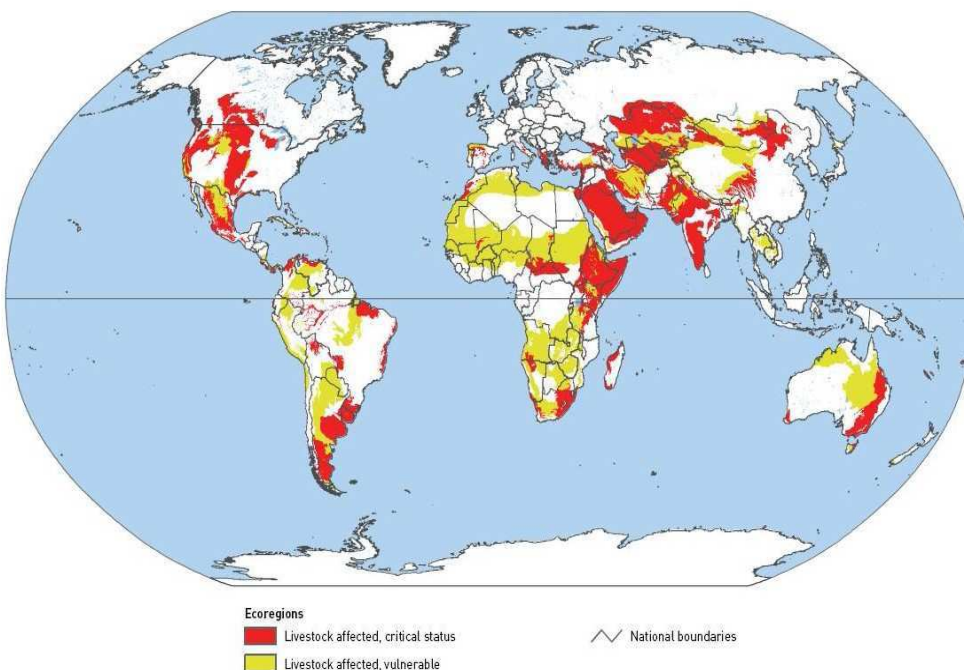 Ecoregions
Livestock affected, critical status
National boundaries
Livestock affected, vulnerable